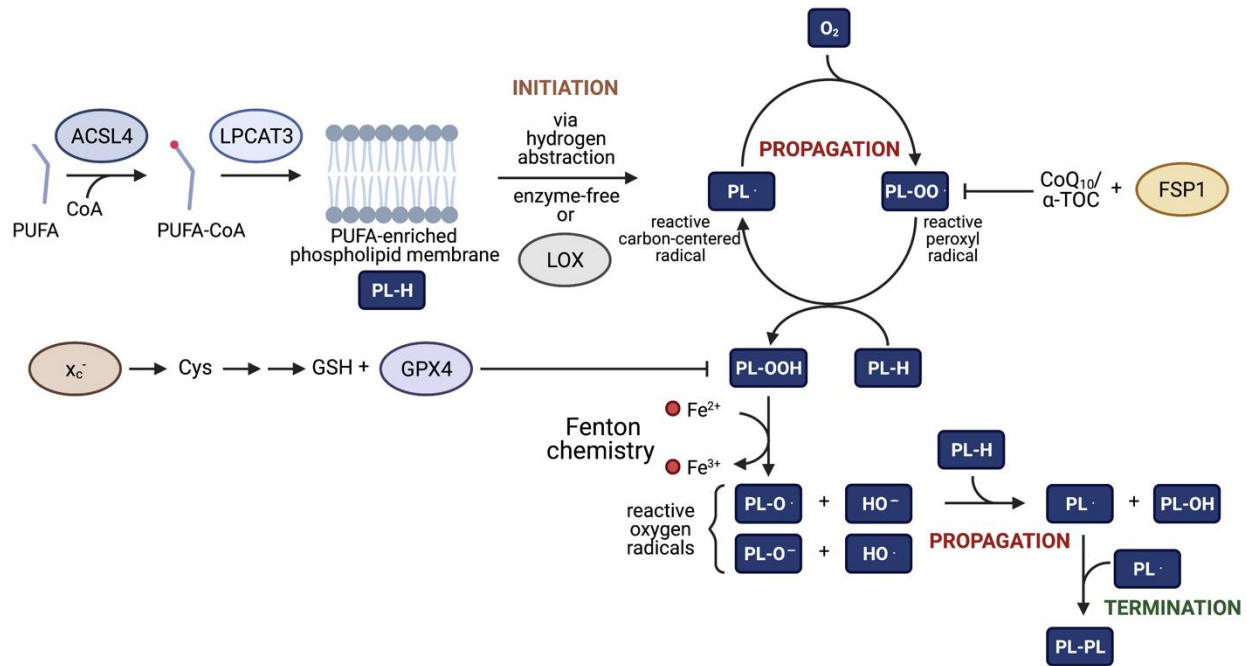 O₂
INITIATION
via
hydrogen
abstraction
enzyme-free
or
LOX
ACSL4
LPCAT3
CoA
PUFA
PUFA-CoA
PUFA-enriched
phospholipid membrane
PL-H
PROPAGATION
PL·
reactive
carbon-centered
radical
PL-OO·
reactive
peroxyl
radical
CoQ₁₀/
α-TOC
+
FSP1
xc⁻
Cys
GSH +
GPX4
PL-OOH
PL-H
Fenton
chemistry
Fe²⁺
Fe³⁺
reactive
oxygen
radicals
PL-O· + HO⁻
PL-O⁻ + HO·
PL-H
PROPAGATION
PL· + PL-OH
PL·
TERMINATION
PL-PL